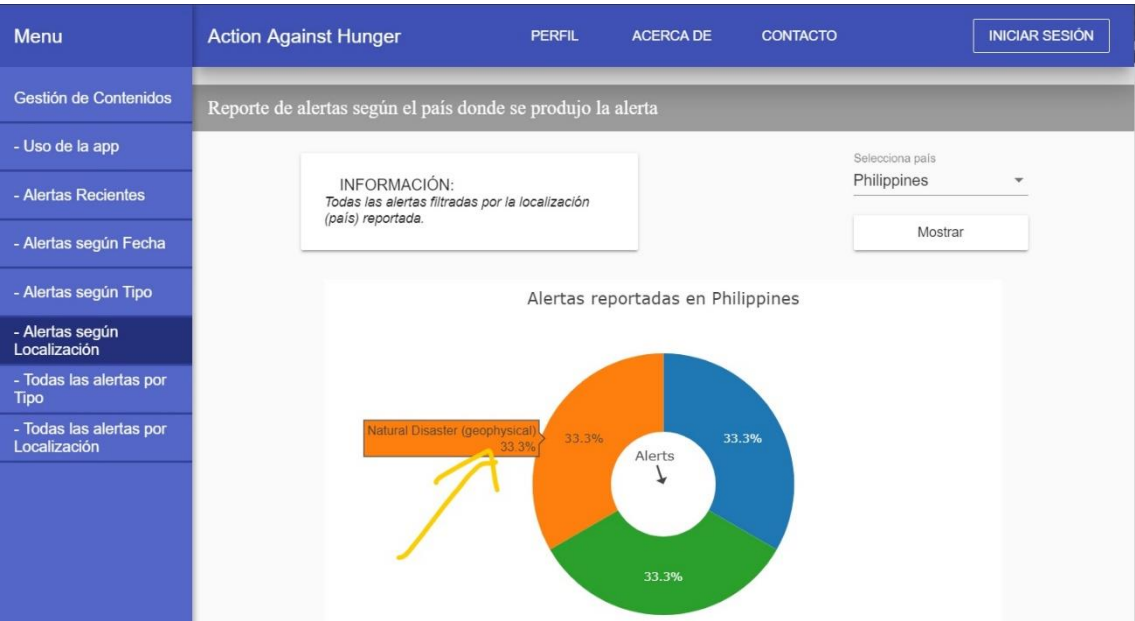 Menu
Action Against Hunger
PERFIL
ACERCA DE
CONTACTO
INICIAR SESIÓN
Gestión de Contenidos
- Uso de la app
- Alertas Recientes
- Alertas según Fecha
- Alertas según Tipo
- Alertas según
Localización
- Todas las alertas por
Tipo
- Todas las alertas por
Localización
Reporte de alertas según el país donde se produjo la alerta
INFORMACIÓN:
Todas las alertas filtradas por la localización
(país) reportada.
Selecciona país
Philippines
Mostrar
Alertas reportadas en Philippines
Natural Disaster (geophysical)
33.3%
33.3%
Alerts
33.3%
33.3%